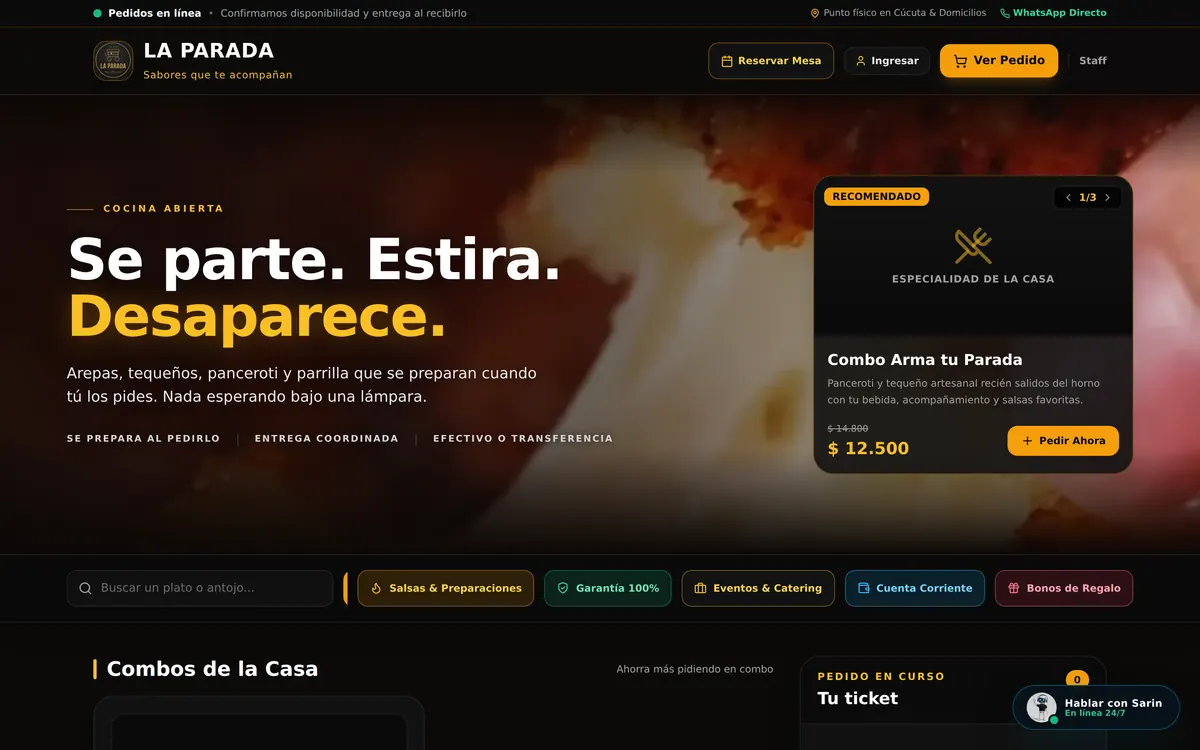 Pedidos en línea • Confirmamos disponibilidad y entrega al recibirlo
Punto físico en Cúcuta & Domicilios
WhatsApp Directo
LA PARADA
LA PARADA
Sabores que te acompañan
Reservar Mesa
Ingresar
Ver Pedido
Staff
COCINA ABIERTA
Se parte. Estira.
Desaparece.
Arepas, tequeños, panceroti y parrilla que se preparan cuando
tú los pides. Nada esperando bajo una lámpara.
SE PREPARA AL PEDIRLO
ENTREGA COORDINADA
EFECTIVO O TRANSFERENCIA
RECOMENDADO
1/3
ESPECIALIDAD DE LA CASA
Combo Arma tu Parada
Panceroti y tequeño artesanal recién salidos del horno
con tu bebida, acompañamiento y salsas favoritas.
$ 14.800
$ 12.500
+ Pedir Ahora
Buscar un plato o antojo...
Salsas & Preparaciones
Garantía 100%
Eventos & Catering
Cuenta Corriente
Bonos de Regalo
Combos de la Casa
Ahorra más pidiendo en combo
PEDIDO EN CURSO
0
Tu ticket
Hablar con Sarin
En línea 24/7